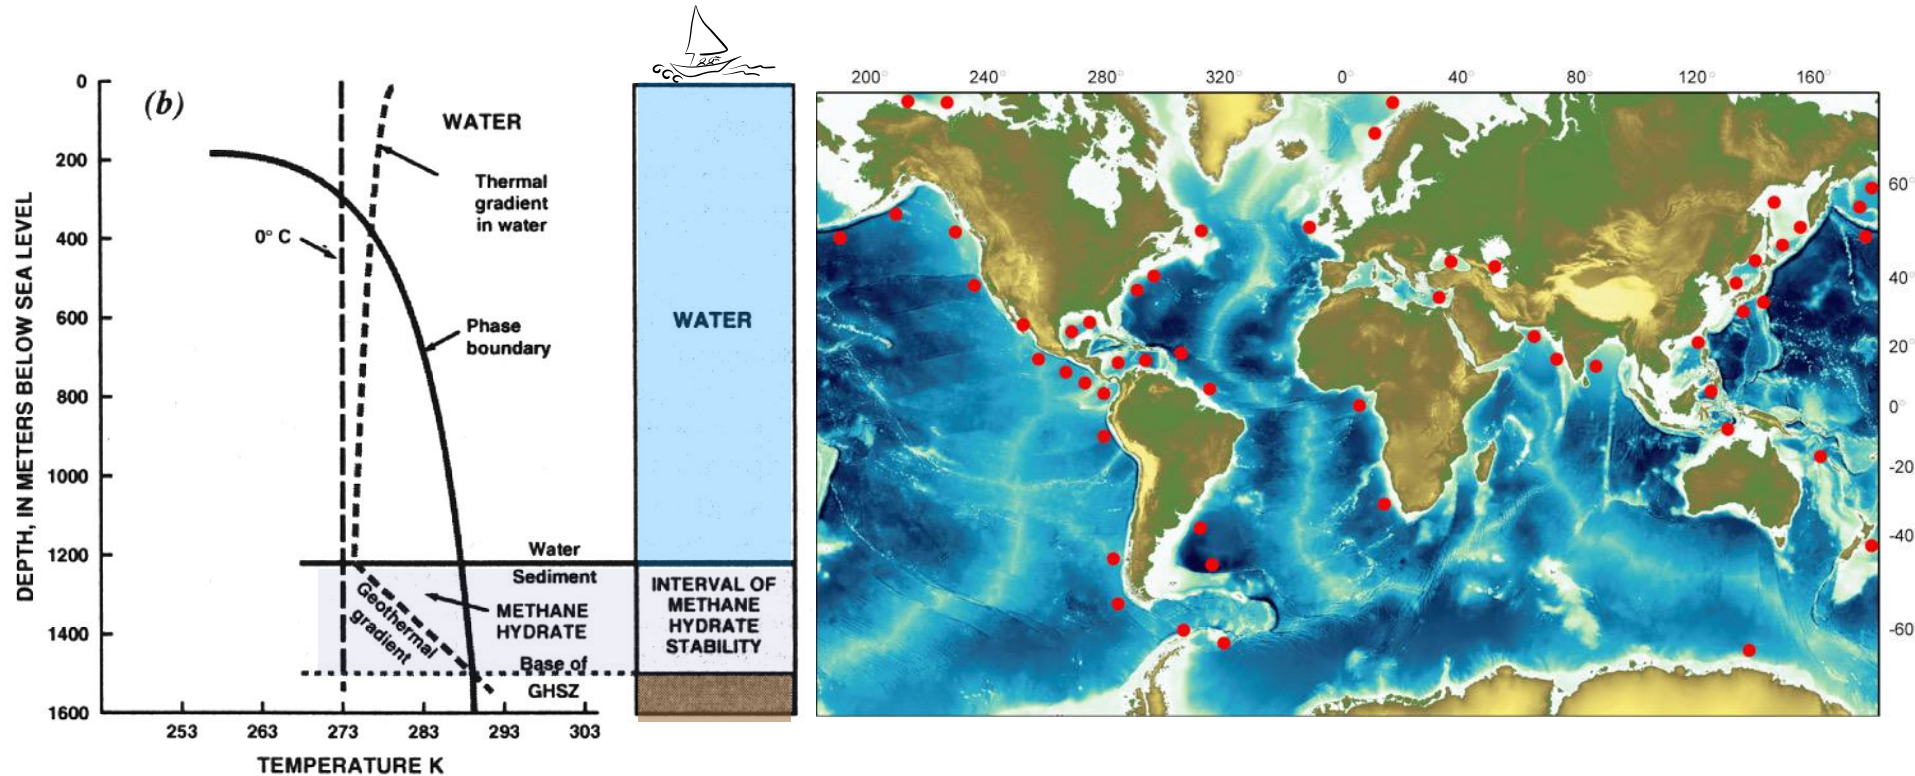 (b)
0
200
400
600
800
1000
1200
1400
1600
DEPTH, IN METERS BELOW SEA LEVEL
253 263 273 283 293 303
TEMPERATURE K
WATER
Thermal
gradient
in water
0° C
Phase
boundary
Water
Sediment
METHANE
HYDRATE
Geothermal
gradient
Base of
GHSZ
WATER
INTERVAL OF
METHANE
HYDRATE
STABILITY
200° 240° 280° 320° 0° 40° 80° 120° 160°
60°
40°
20°
0°
-20°
-40°
-60°